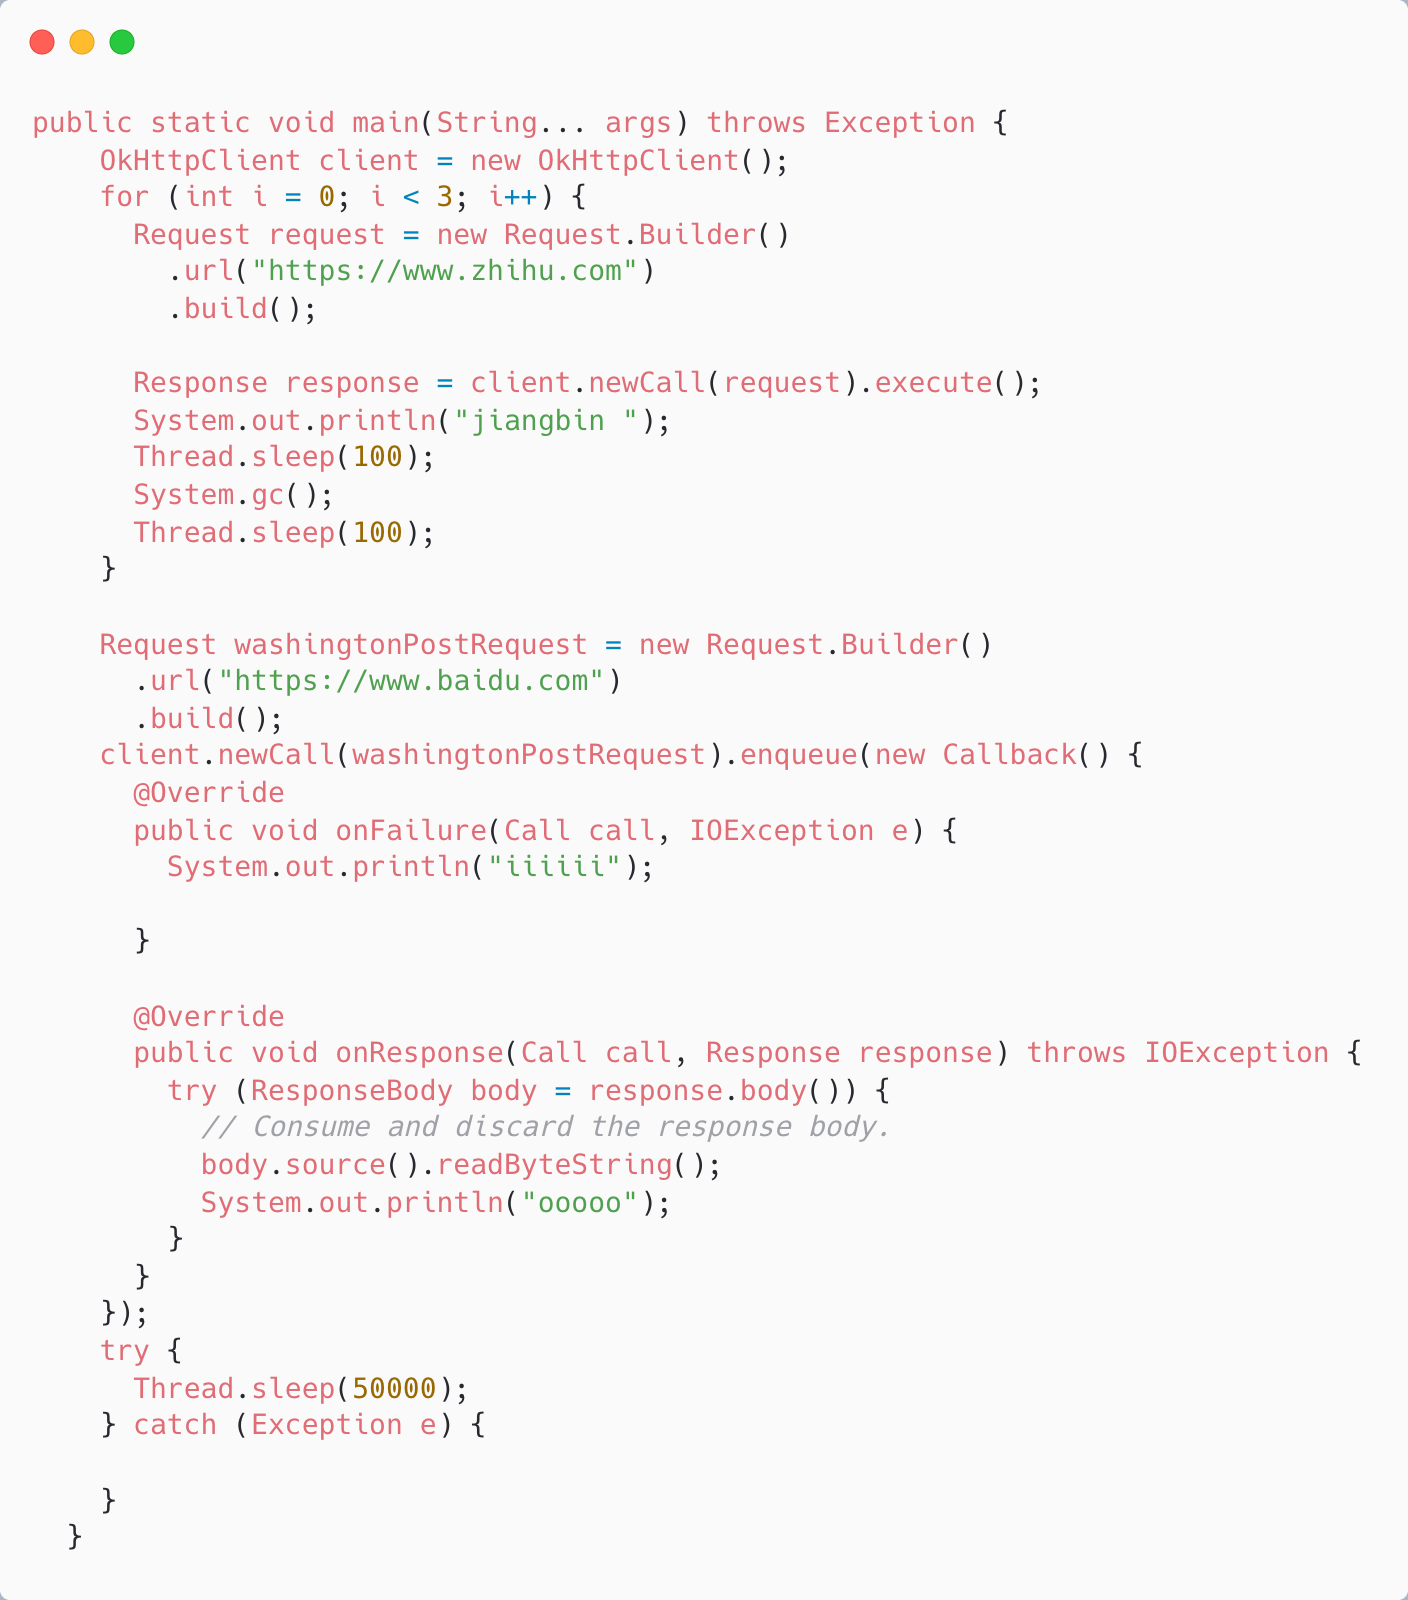 public static void main(String... args) throws Exception {
    OkHttpClient client = new OkHttpClient();
    for (int i = 0; i < 3; i++) {
      Request request = new Request.Builder()
        .url("https://www.zhihu.com")
        .build();

      Response response = client.newCall(request).execute();
      System.out.println("jiangbin ");
      Thread.sleep(100);
      System.gc();
      Thread.sleep(100);
    }

    Request washingtonPostRequest = new Request.Builder()
      .url("https://www.baidu.com")
      .build();
    client.newCall(washingtonPostRequest).enqueue(new Callback() {
      @Override
      public void onFailure(Call call, IOException e) {
        System.out.println("iiiiii");

      }

      @Override
      public void onResponse(Call call, Response response) throws IOException {
        try (ResponseBody body = response.body()) {
          // Consume and discard the response body.
          body.source().readByteString();
          System.out.println("ooooo");
        }
      }
    });
    try {
      Thread.sleep(50000);
    } catch (Exception e) {

    }
  }